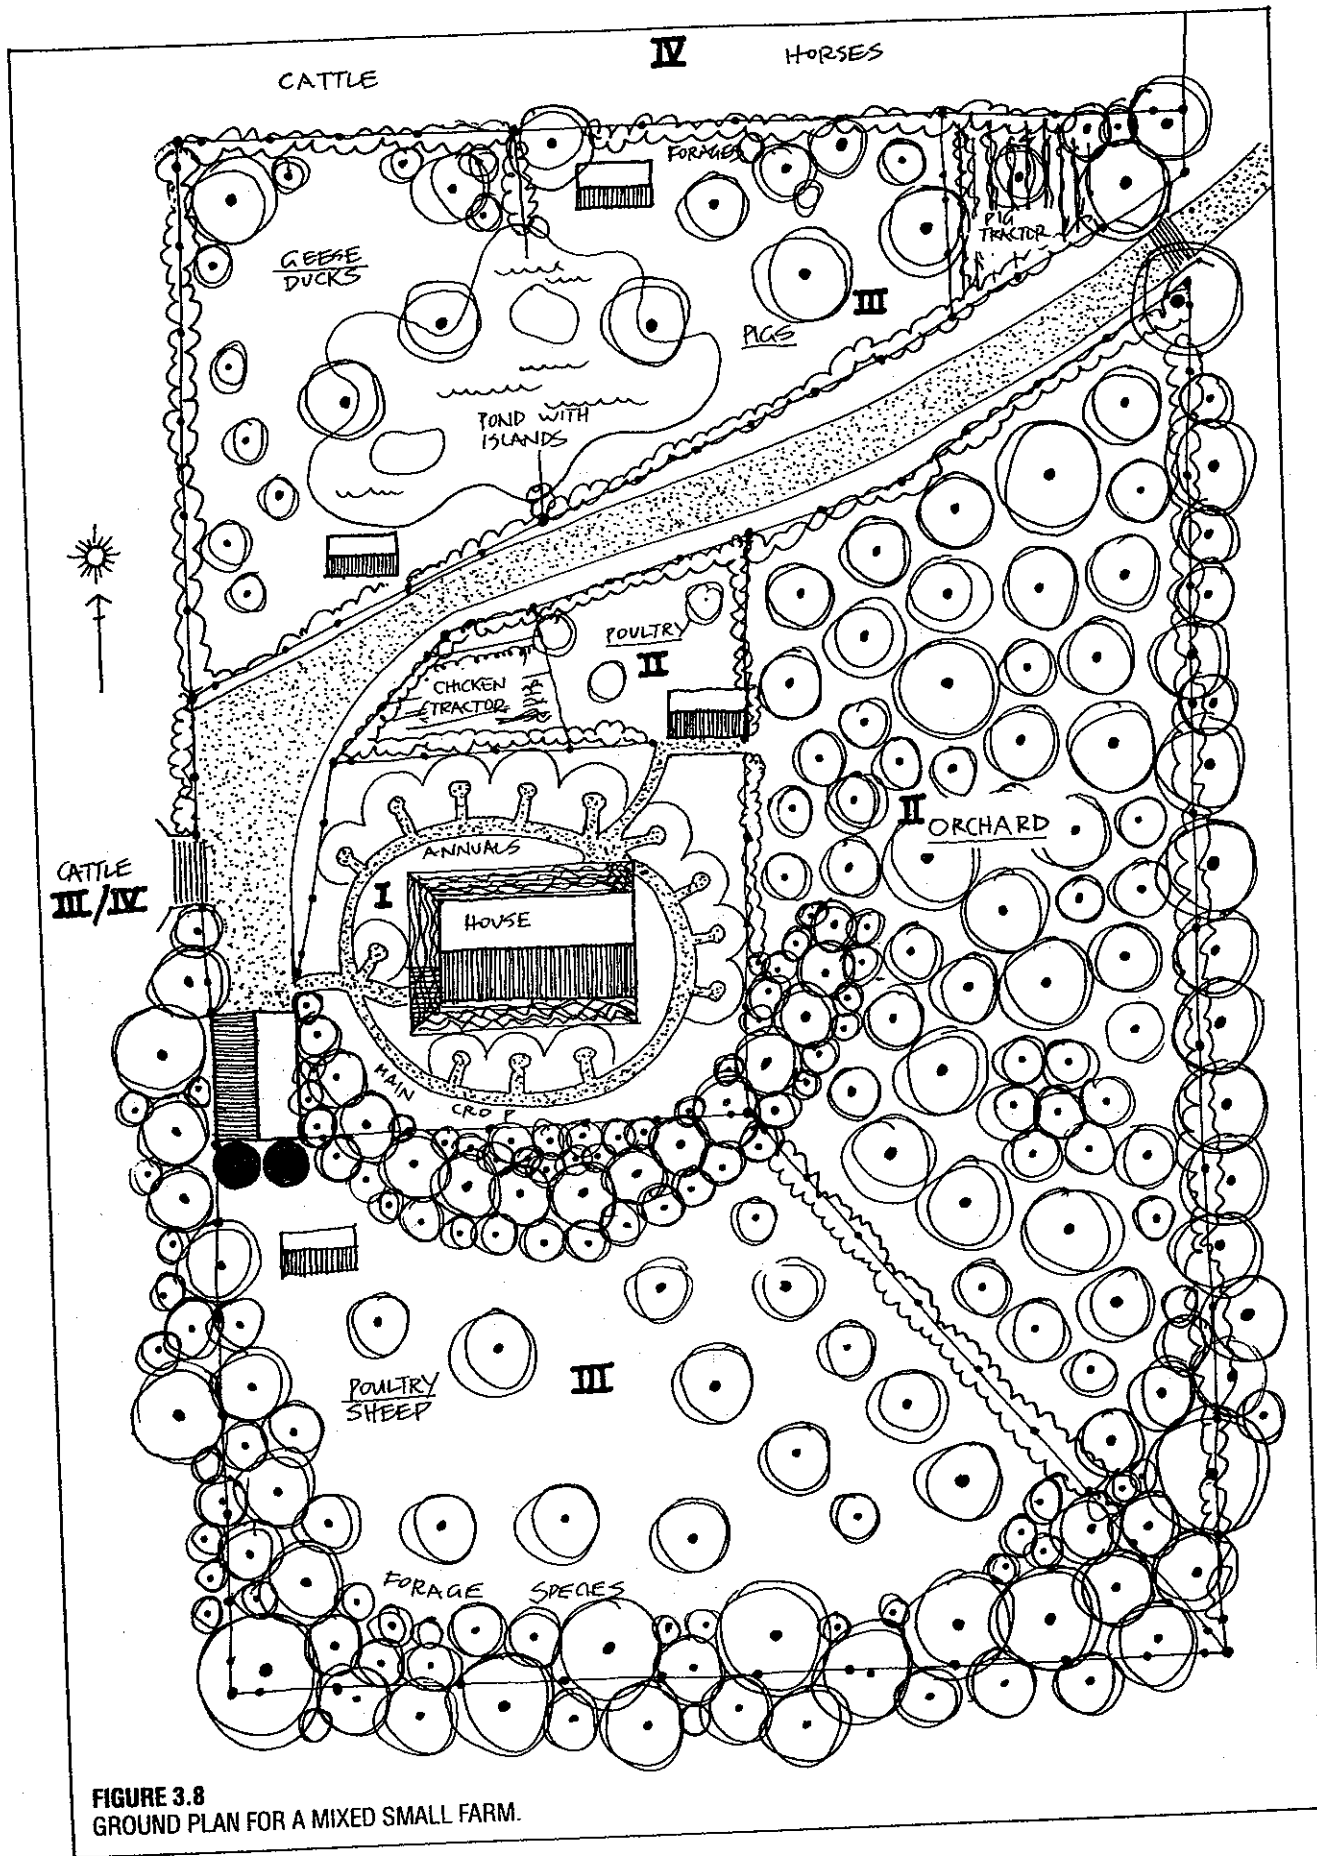 IV
HORSES
CATTLE
FORAGES
PIG
TRACTOR
GEESE
DUCKS
III
PIGS
POND WITH
ISLANDS
POULTRY
II
CHICKEN
TRACTOR
II
ORCHARD
ANNUALS
CATTLE
III/IV
I
HOUSE
MAIN
CROP
III
POULTRY
SHEEP
FORAGE SPECIES
FIGURE 3.8
GROUND PLAN FOR A MIXED SMALL FARM.